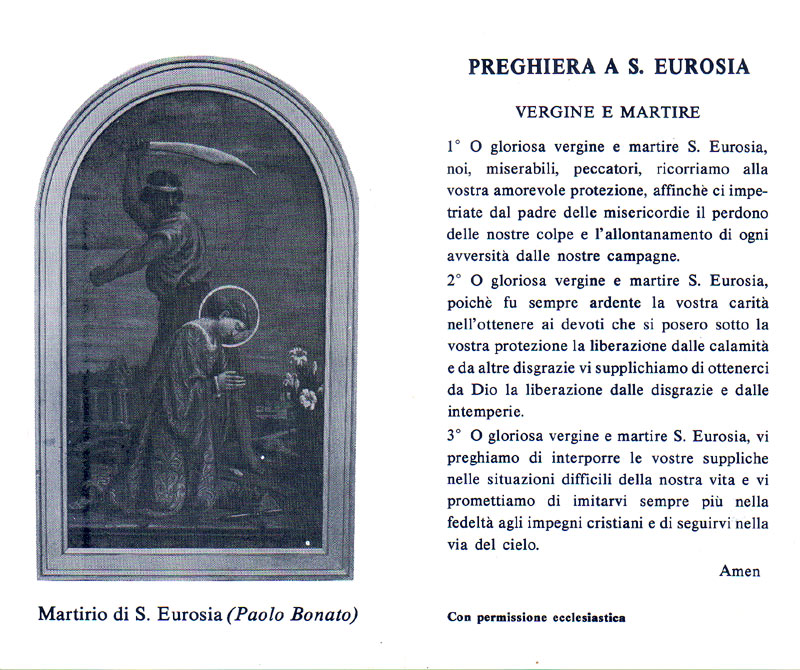 PREGHIERA A S. EUROSIA
VERGINE E MARTIRE
1° O gloriosa vergine e martire S. Eurosia,
noi, miserabili, peccatori, ricorriamo alla
vostra amorevole protezione, affinchè ci impe-
triate dal padre delle misericordie il perdono
delle nostre colpe e l'allontanamento di ogni
avversità dalle nostre campagne.
2° O gloriosa vergine e martire S. Eurosia,
poichè fu sempre ardente la vostra carità
nell'ottenere ai devoti che si posero sotto la
vostra protezione la liberazione dalle calamità
e da altre disgrazie vi supplichiamo di ottenerci
da Dio la liberazione dalle disgrazie e dalle
intemperie.
3° O gloriosa vergine e martire S. Eurosia, vi
preghiamo di interporre le vostre suppliche
nelle situazioni difficili della nostra vita e vi
promettiamo di imitarvi sempre più nella
fedeltà agli impegni cristiani e di seguirvi nella
via del cielo.
Amen
Con permissione ecclesiastica
Martirio di S. Eurosia (Paolo Bonato)